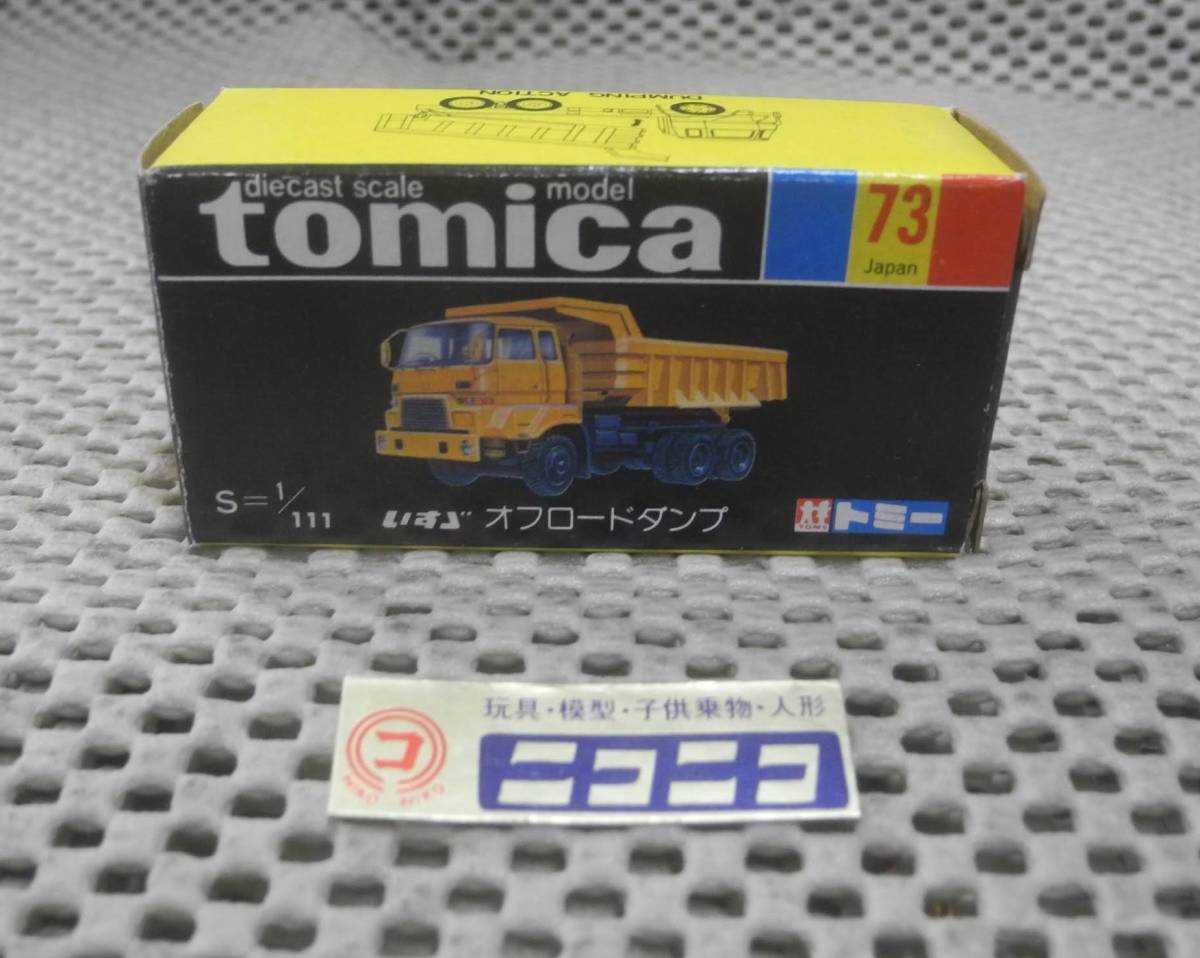 DUMPING ACTION
diecast scale model
tomica
73
Japan
S=1/111
いすゞ オフロードダンプ
TOMY
トミー
玩具・模型・子供乗物・人形
コ
ニコニコ